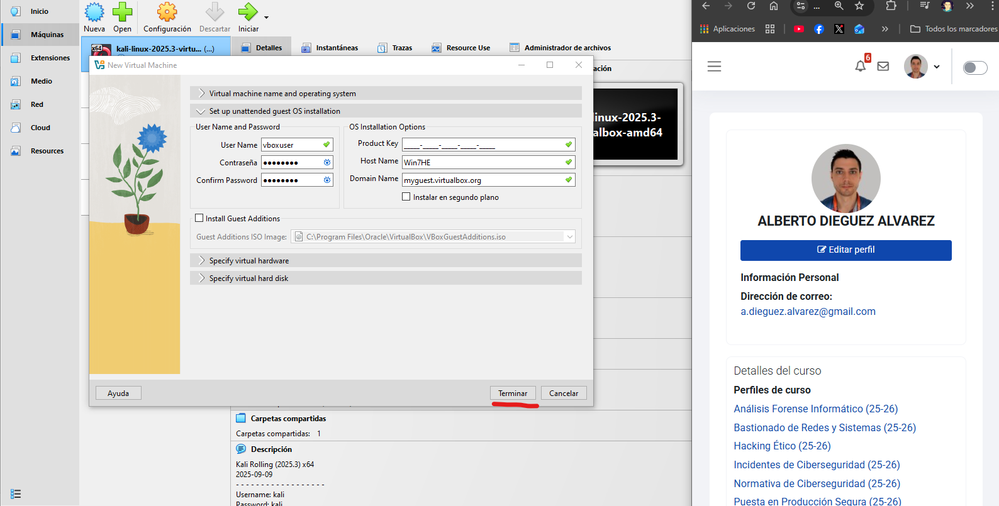 Inicio
Máquinas
Extensiones
Medio
Red
Cloud
Resources
Nueva
Open
Configuración
Descartar
Iniciar
x64
kali-linux-2025.3-virtu... (...)
Detalles
Instantáneas
Trazas
Resource Use
Administrador de archivos
New Virtual Machine
ación
Virtual machine name and operating system
Set up unattended guest OS installation
User Name and Password
User Name vboxuser
Contraseña ●●●●●●●●
Confirm Password ●●●●●●●●
OS Installation Options
Product Key _____-_____-_____-_____-_____
Host Name Win7HE
Domain Name myguest.virtualbox.org
Instalar en segundo plano
Install Guest Additions
Guest Additions ISO Image: C:\Program Files\Oracle\VirtualBox\VBoxGuestAdditions.iso
Specify virtual hardware
Specify virtual hard disk
Ayuda
Terminar
Cancelar
linux-2025.3-
albox-amd64
Carpetas compartidas
Carpetas compartidas: 1
Descripción
Kali Rolling (2025.3) x64
2025-09-09
- - - - - - - - - - - - - - - - - -
Username: kali
Password: kali
...
Aplicaciones
Todos los marcadores
6
ALBERTO DIEGUEZ ALVAREZ
Editar perfil
Información Personal
Dirección de correo:
a.dieguez.alvarez@gmail.com
Detalles del curso
Perfiles de curso
Análisis Forense Informático (25-26)
Bastionado de Redes y Sistemas (25-26)
Hacking Ético (25-26)
Incidentes de Ciberseguridad (25-26)
Normativa de Ciberseguridad (25-26)
Puesta en Producción Segura (25-26)